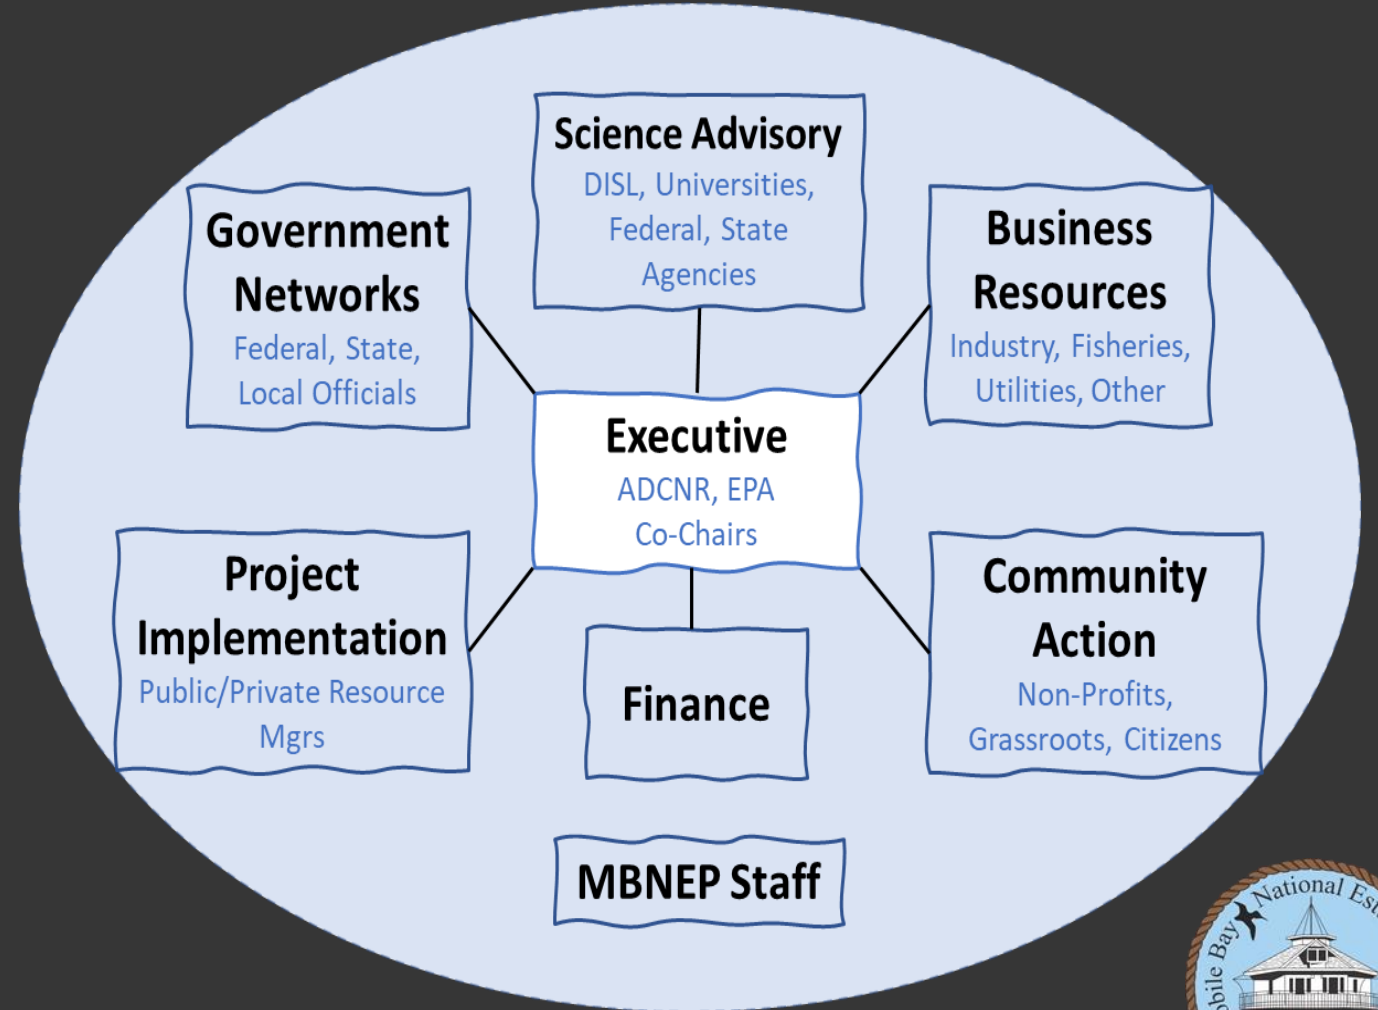 Science Advisory
DISL, Universities,
Federal, State
Agencies
Government
Networks
Federal, State,
Local Officials
Business
Resources
Industry, Fisheries,
Utilities, Other
Executive
ADCNR, EPA
Co-Chairs
Project
Implementation
Public/Private Resource
Mgrs
Finance
Community
Action
Non-Profits,
Grassroots, Citizens
MBNEP Staff
Bay National